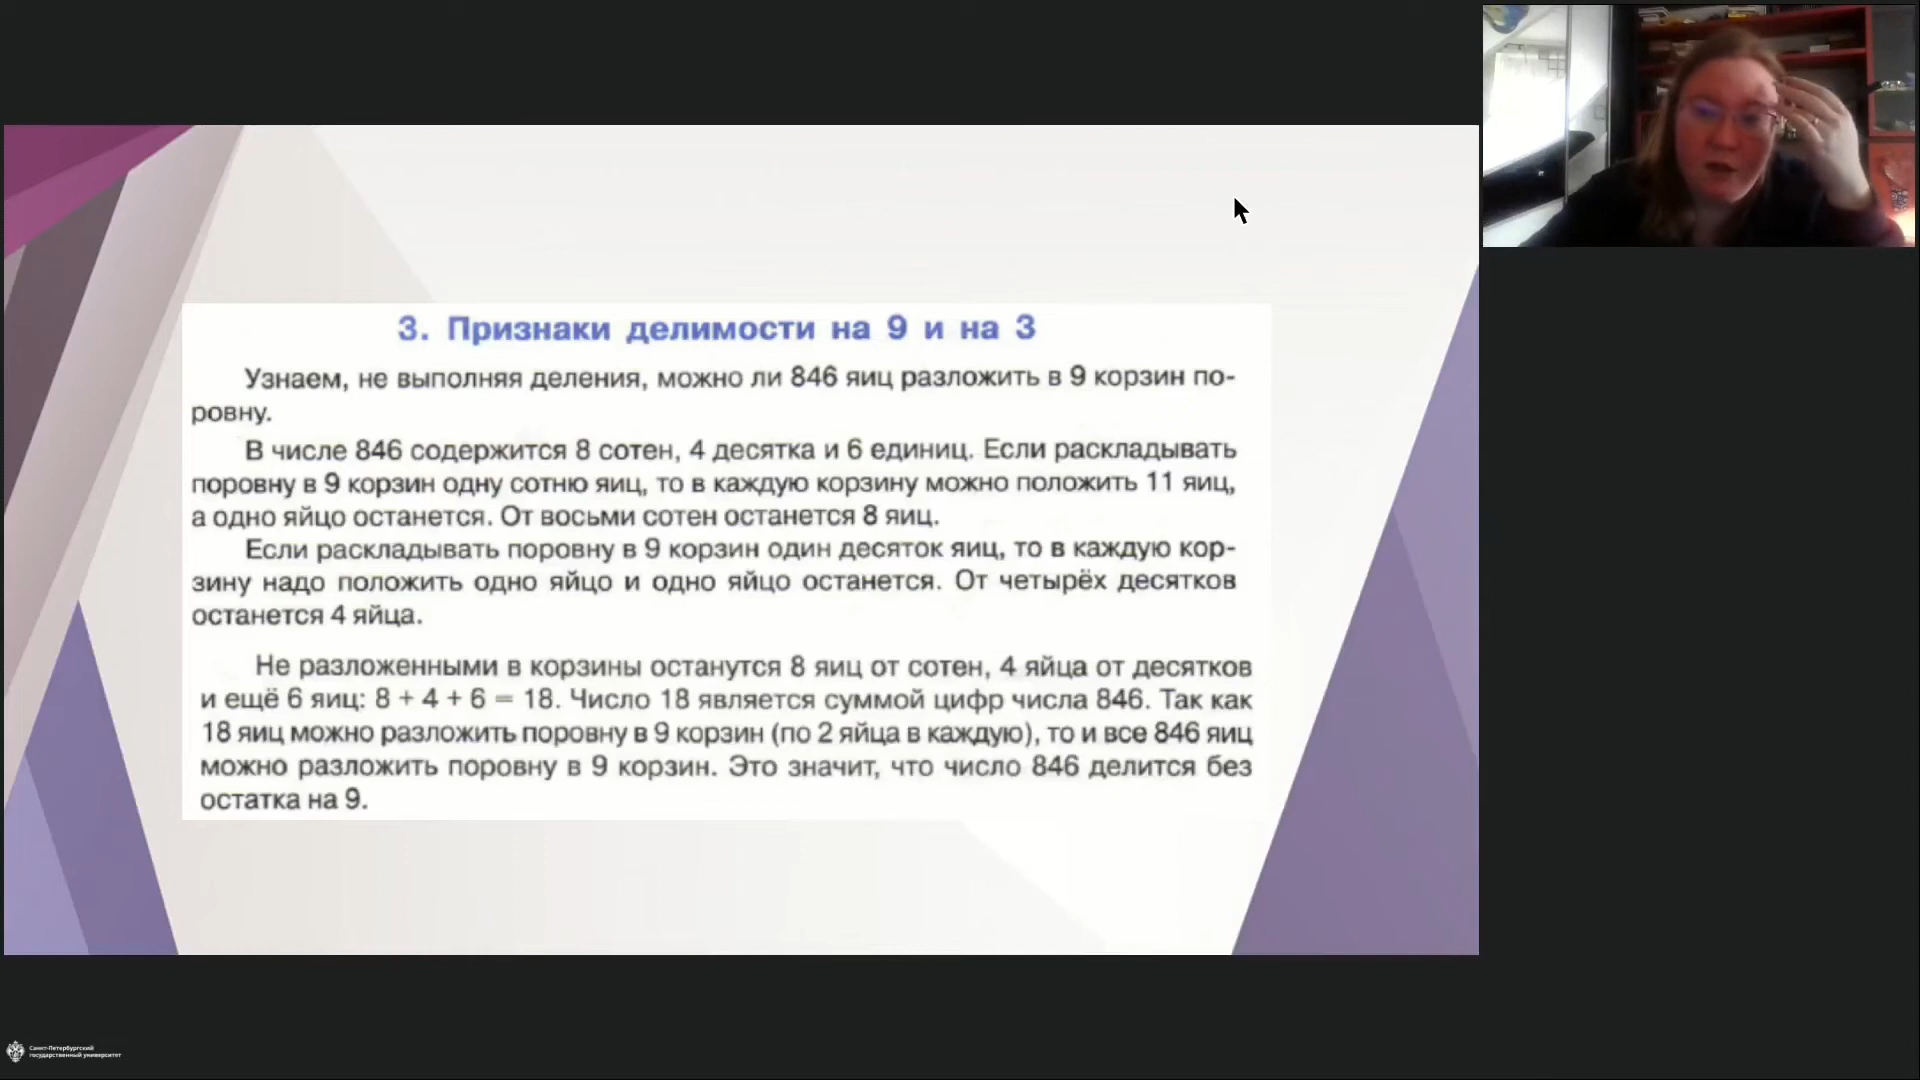 3. Признаки делимости на 9 и на 3
Узнаем, не выполняя деления, можно ли 846 яиц разложить в 9 корзин по-
ровну.
В числе 846 содержится 8 сотен, 4 десятка и 6 единиц. Если раскладывать
поровну в 9 корзин одну сотню яиц, то в каждую корзину можно положить 11 яиц,
а одно яйцо останется. От восьми сотен останется 8 яиц.
Если раскладывать поровну в 9 корзин один десяток яиц, то в каждую кор-
зину надо положить одно яйцо и одно яйцо останется. От четырёх десятков
останется 4 яйца.
Не разложенными в корзины останутся 8 яиц от сотен, 4 яйца от десятков
и ещё 6 яиц: 8 + 4 + 6 = 18. Число 18 является суммой цифр числа 846. Так как
18 яиц можно разложить поровну в 9 корзин (по 2 яйца в каждую), то и все 846 яиц
можно разложить поровну в 9 корзин. Это значит, что число 846 делится без
остатка на 9.
Санкт-Петербургский
государственный университет